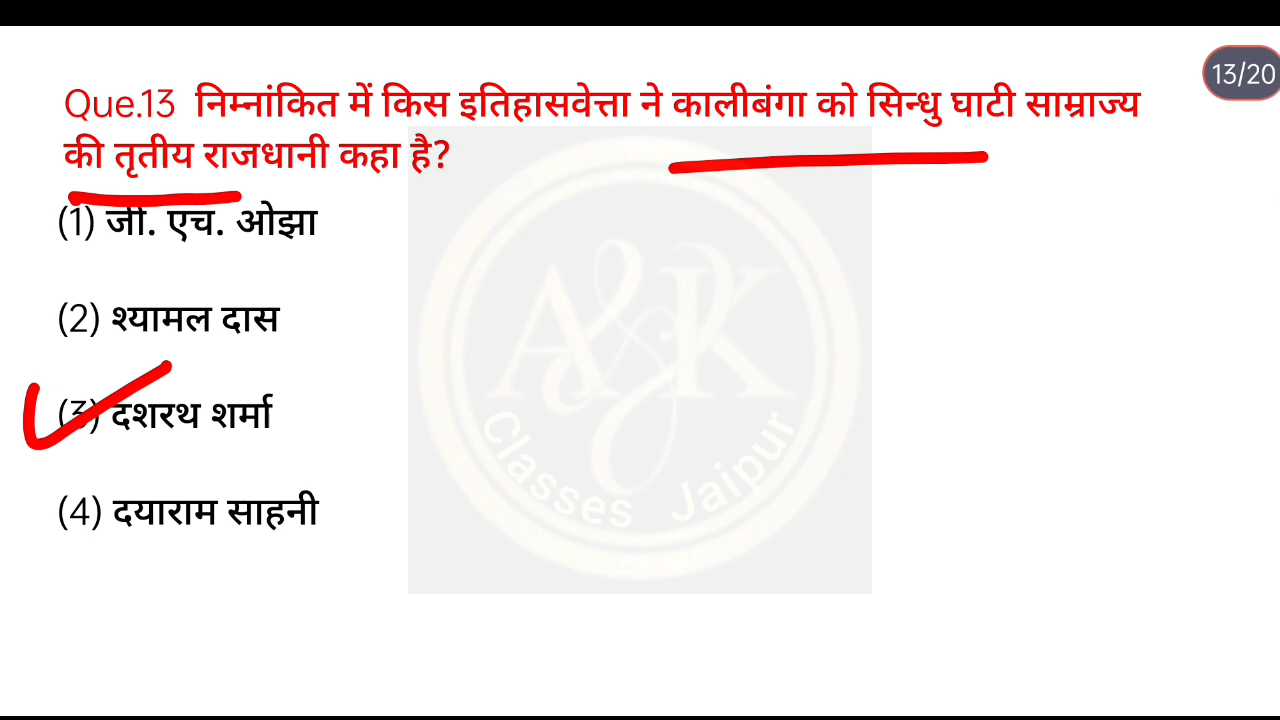 13/20
Que.13 निम्नांकित में किस इतिहासवेत्ता ने कालीबंगा को सिन्धु घाटी साम्राज्य
की तृतीय राजधानी कहा है?
(1) जी. एच. ओझा
(2) श्यामल दास
(3) दशरथ शर्मा
(4) दयाराम साहनी
A&K
Classes Jaipur